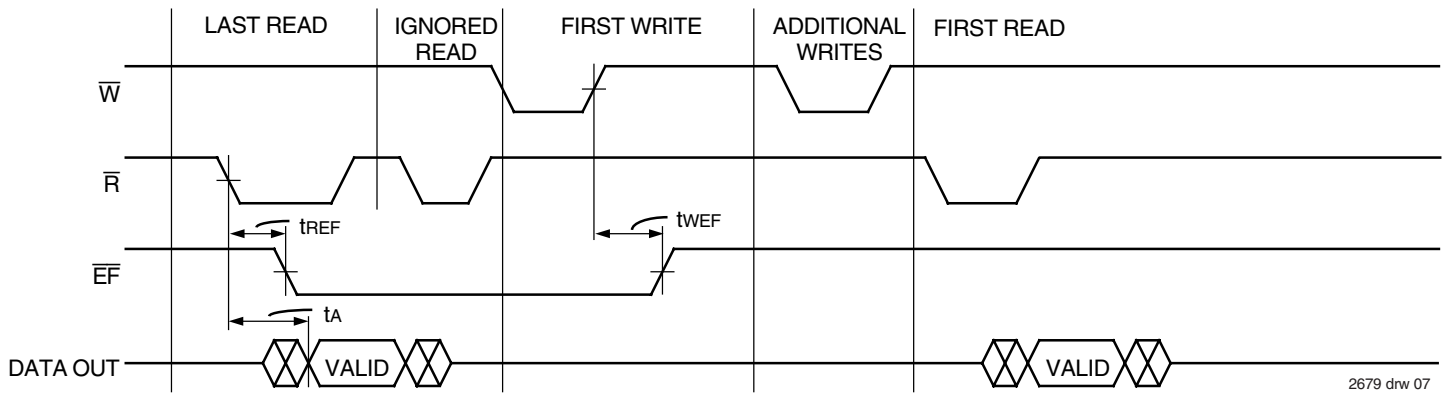 LAST READ
IGNORED
READ
FIRST WRITE
ADDITIONAL
WRITES
FIRST READ
W̅
R̅
tREF
tWEF
E̅F̅
tA
DATA OUT
VALID
VALID
2679 drw 07